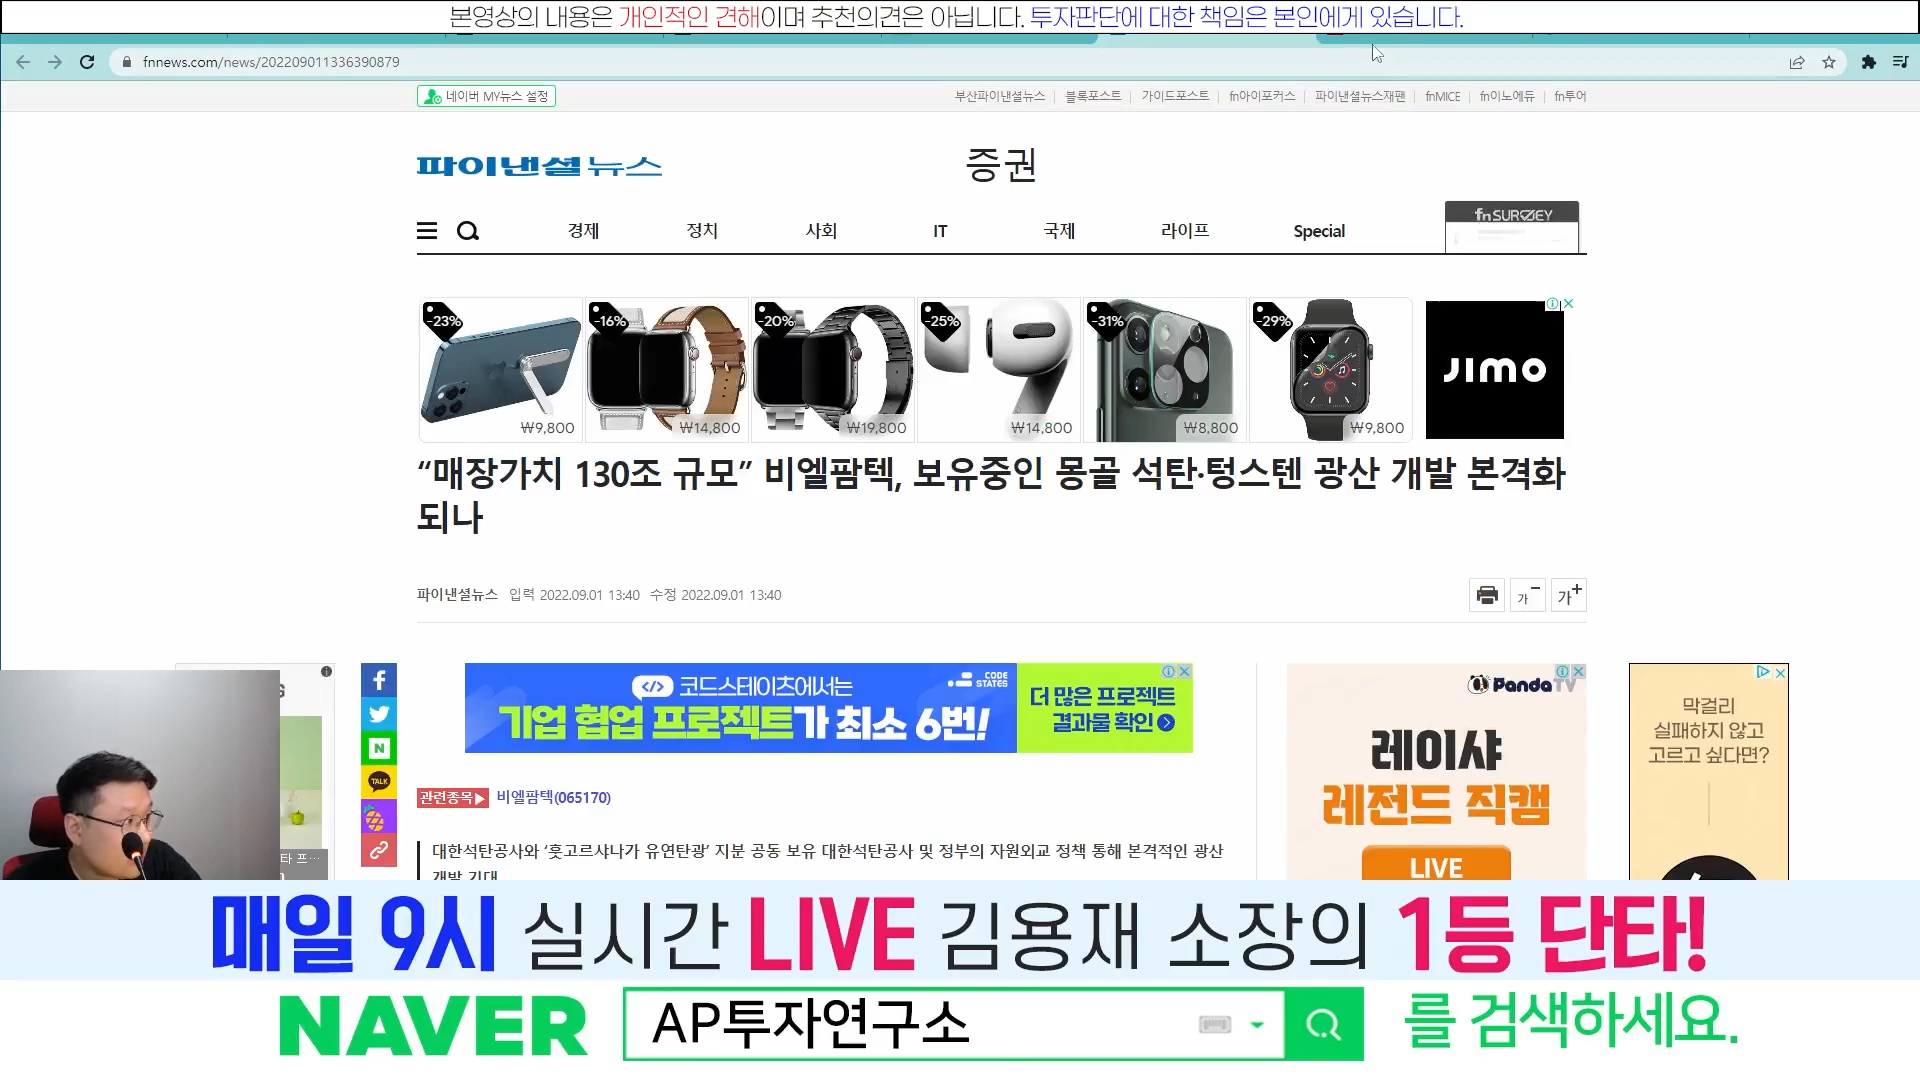 본영상의 내용은 개인적인 견해이며 추천의견은 아닙니다. 투자판단에 대한 책임은 본인에게 있습니다.
fnnews.com/news/202209011336390879
네이버 MY뉴스 설정
부산파이낸셜뉴스 | 블록포스트 | 가이드포스트 | fn아이포커스 | 파이낸셜뉴스재팬 | fnMICE | fn이노에듀 | fn투어
파이낸셜뉴스 증권
경제 정치 사회 IT 국제 라이프 Special
fn SURVEY
-23% -16% -20% -25% -31% -29%
JIMO
₩9,800 ₩14,800 ₩19,800 ₩14,800 ₩8,800 ₩9,800
“매장가치 130조 규모” 비엘팜텍, 보유중인 몽골 석탄·텅스텐 광산 개발 본격화
되나
파이낸셜뉴스 입력 2022.09.01 13:40 수정 2022.09.01 13:40
가- 가+
코드스테이츠에서는
기업 협업 프로젝트가 최소 6번!
CODE
STATES
더 많은 프로젝트
결과물 확인
PandaTV
레이샤
레전드 직캠
LIVE
막걸리
실패하지 않고
고르고 싶다면?
N
TALK
관련종목▶ 비엘팜텍(065170)
대한석탄공사와 ‘훗고르샤나가 유연탄광’ 지분 공동 보유 대한석탄공사 및 정부의 자원외교 정책 통해 본격적인 광산
개발 기대
타 프…
매일 9시 실시간 LIVE 김용재 소장의 1등 단타!
NAVER AP투자연구소 를 검색하세요.